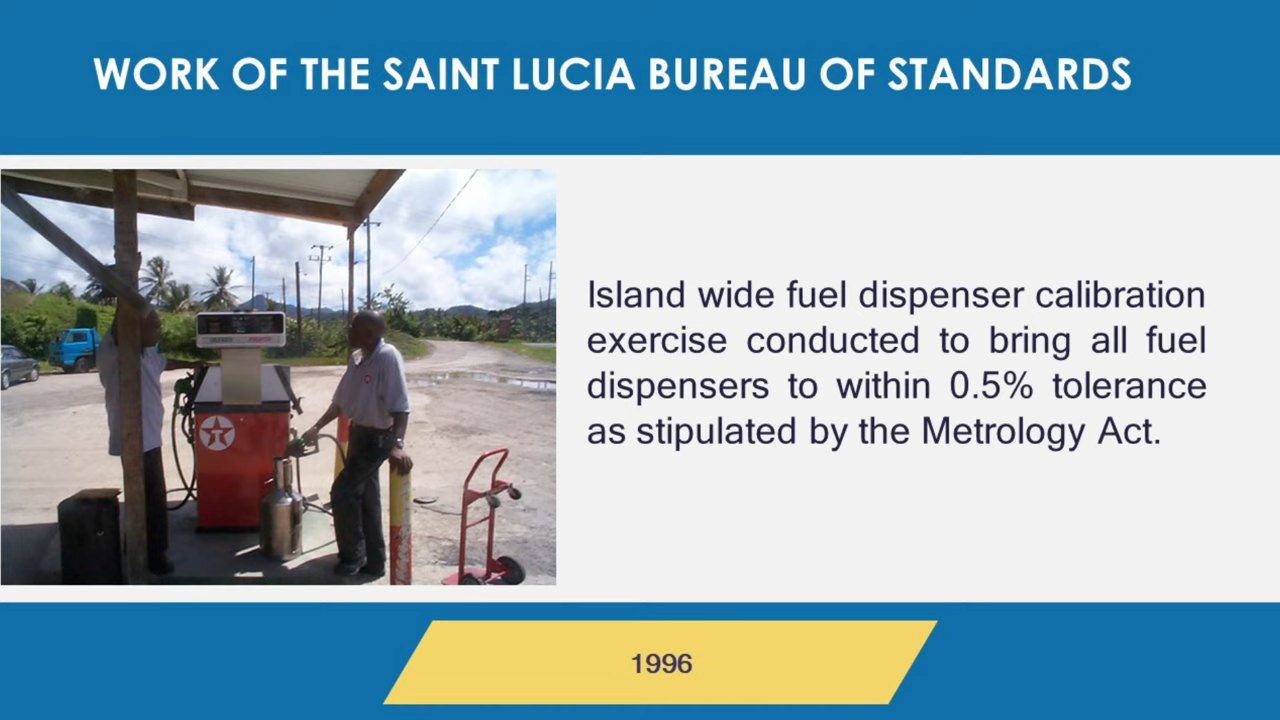 WORK OF THE SAINT LUCIA BUREAU OF STANDARDS
Island wide fuel dispenser calibration
exercise conducted to bring all fuel
dispensers to within 0.5% tolerance
as stipulated by the Metrology Act.
1996